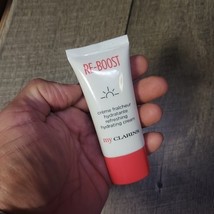 RE-BOOST
crème fraîcheur
hydratante
refreshing
hydrating cream
my CLARINS